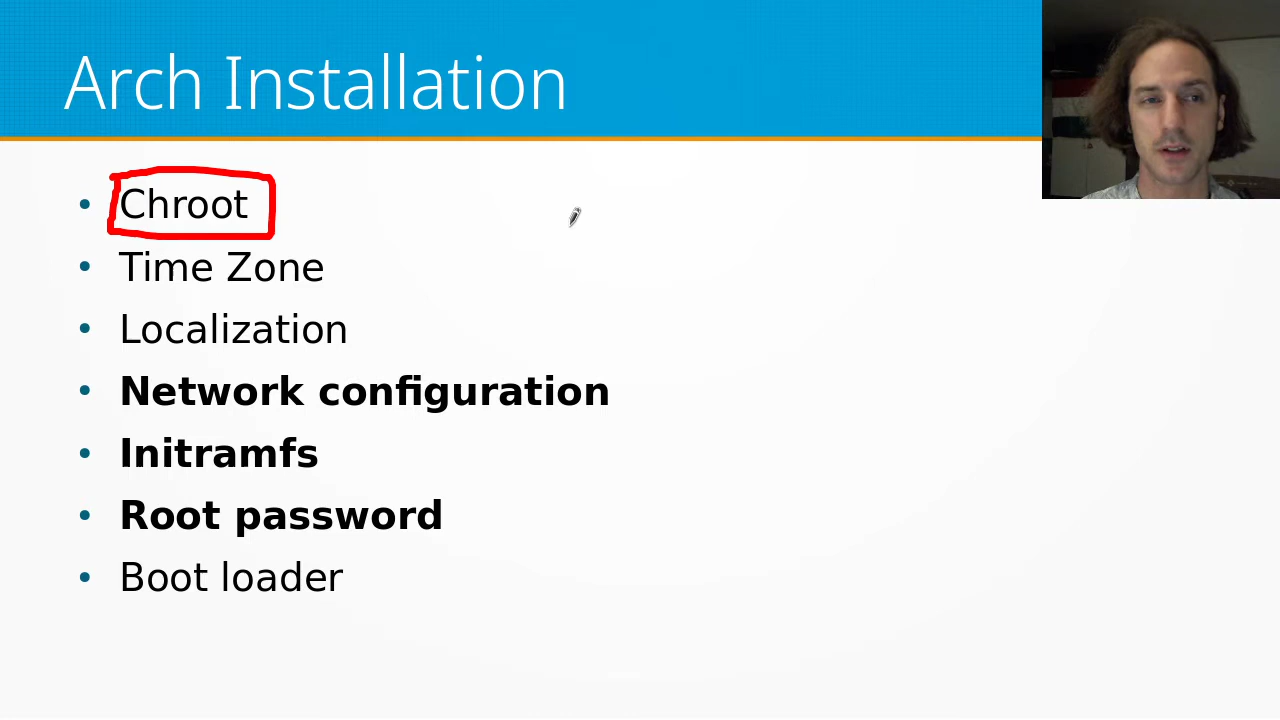 Arch Installation
Chroot
Time Zone
Localization
Network configuration
Initramfs
Root password
Boot loader